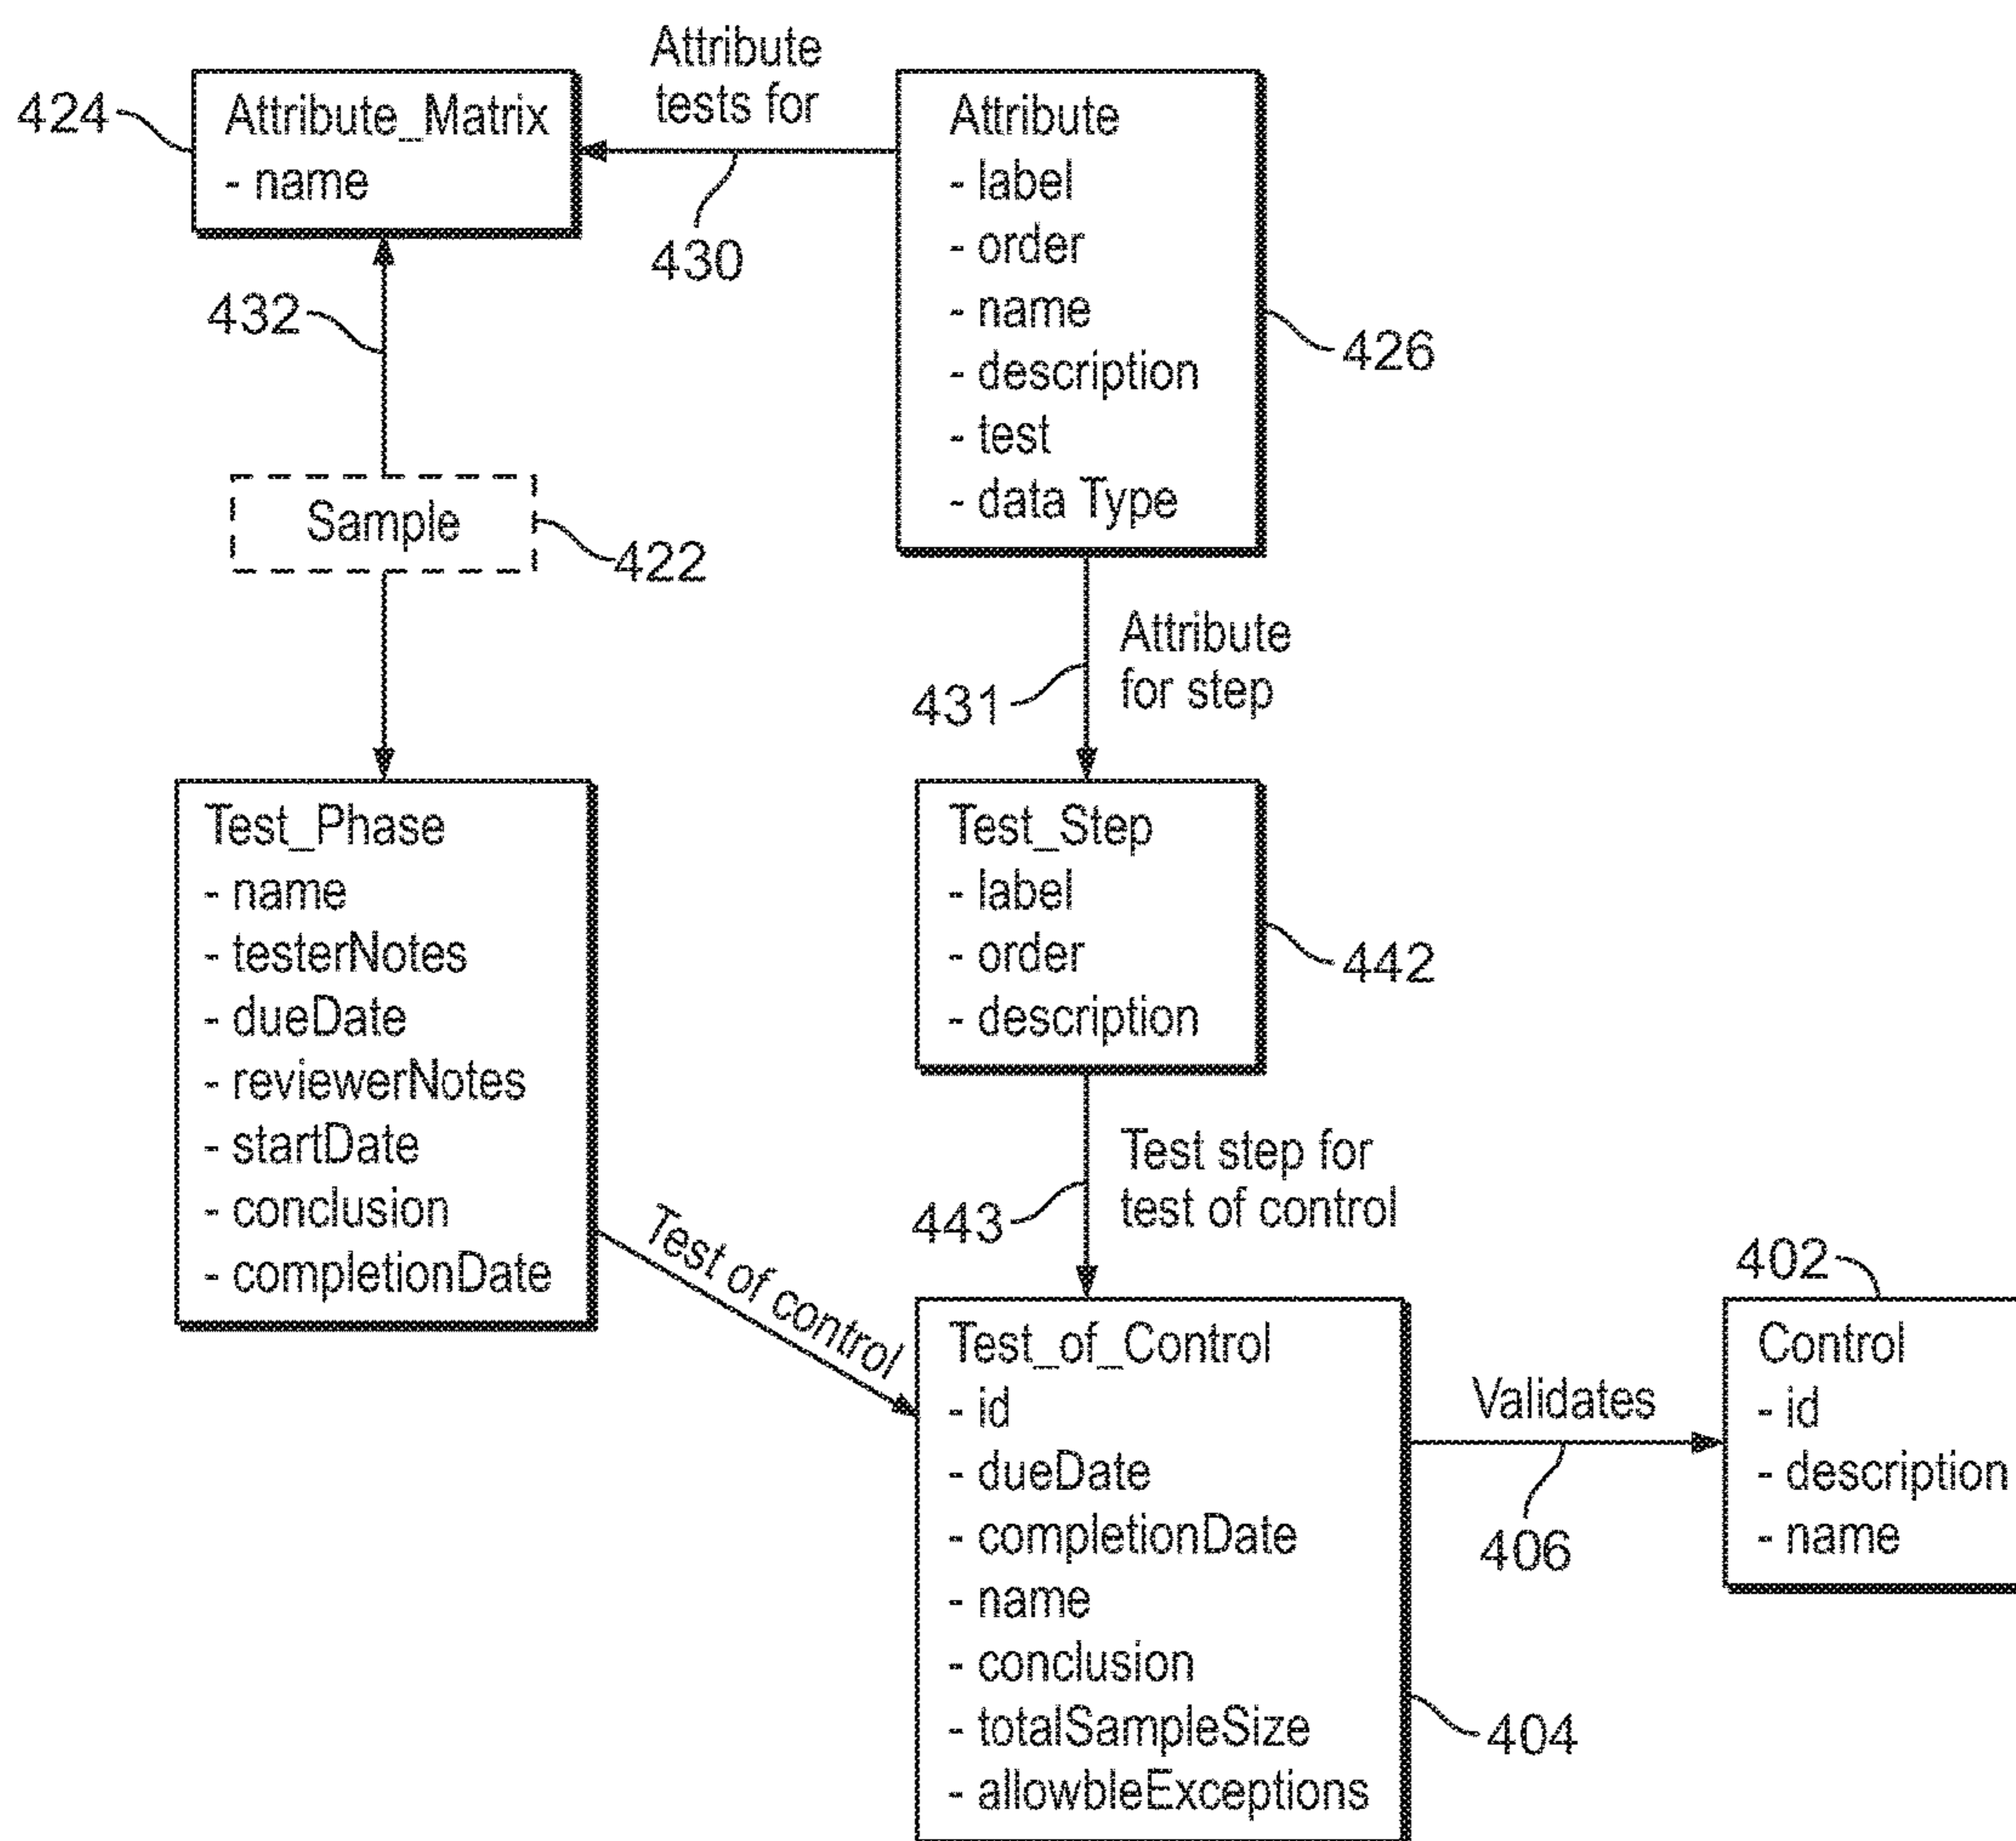 Attribute
tests for
424
Attribute_Matrix
- name
430
432
Attribute
- label
- order
- name
- description
- test
- data Type
426
Sample
422
431
Attribute
for step
Test_Phase
- name
- testerNotes
- dueDate
- reviewerNotes
- startDate
- conclusion
- completionDate
Test_Step
- label
- order
- description
442
443
Test step for
test of control
Test of control
Test_of_Control
- id
- dueDate
- completionDate
- name
- conclusion
- totalSampleSize
- allowbleExceptions
404
Validates
406
402
Control
- id
- description
- name